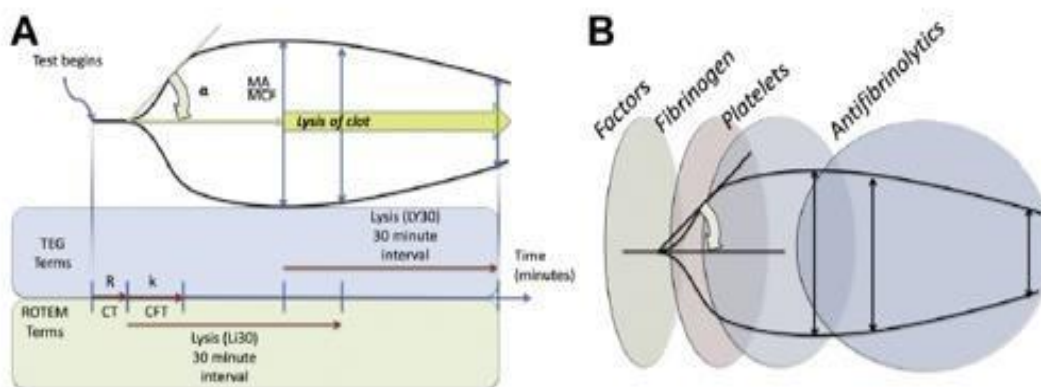 A
Test begins
α
MA
MCF
Lysis of clot
TEG
Terms
Lysis (LY30)
30 minute
interval
Time
(minutes)
R
k
CT
CFT
ROTEM
Terms
Lysis (Li30)
30 minute
interval
B
Factors
Fibrinogen
Platelets
Antifibrinolytics